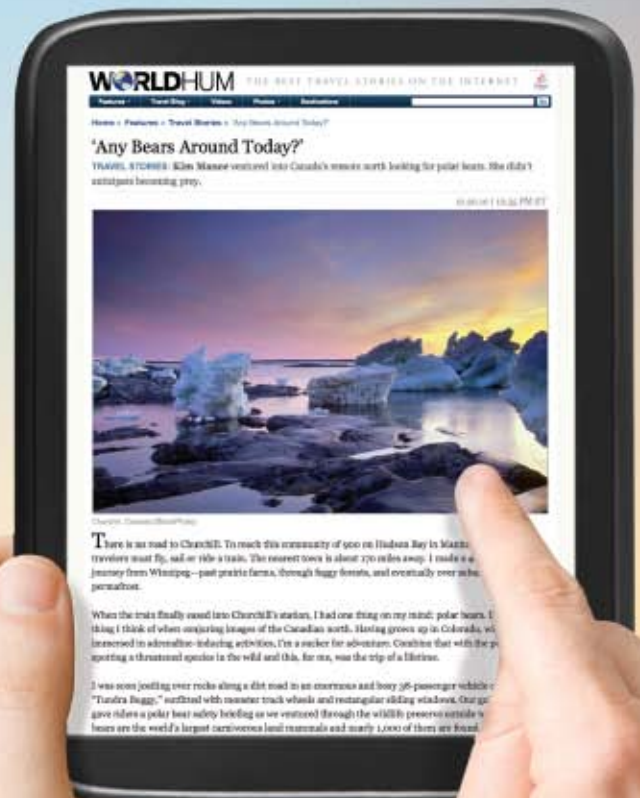 WORLDHUM THE BEST TRAVEL STORIES ON THE INTERNET
Features Travel Blog Videos Photos Destinations
Home » Features » Travel Stories » 'Any Bears Around Today?'
'Any Bears Around Today?'
TRAVEL STORIES: Kim Mance ventured into Canada's remote north looking for polar bears. She didn't
anticipate becoming prey.
PM ET
Churchill, Canada (iStockPhoto)
There is no road to Churchill. To reach this community of 900 on Hudson Bay in
travelers must fly, sail or ride a train. The nearest town is about 170 miles away. I made a
journey from Winnipeg--past prairie farms, through foggy forests, and eventually over
permafrost.
When the train finally eased into Churchill's station, I had one thing on my mind: polar bears.
thing I think of when conjuring images of the Canadian north. Having grown up in Colorado,
immersed in adrenaline-inducing activities, I'm a sucker for adventure. Combine that with the
spotting a threatened species in the wild and this, for me, was the trip of a lifetime.
I was soon jostling over rocks along a dirt road in an enormous and boxy 38-passenger vehicle
"Tundra Buggy," outfitted with monster truck wheels and rectangular sliding windows. Our
gave riders a polar bear safety briefing as we ventured through the wildlife preserve outside
bears are the world's largest carnivorous land mammals and nearly 1,000 of them are found